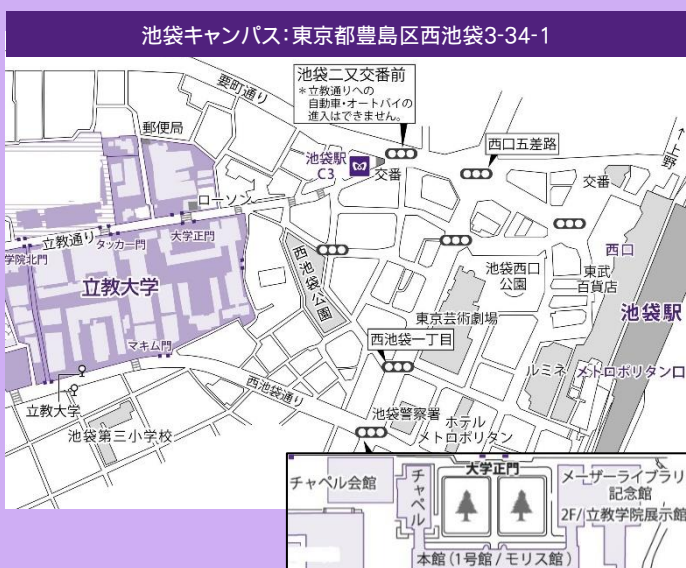 池袋キャンパス：東京都豊島区西池袋3-34-1
池袋二又交番前
＊立教通りへの
自動車・オートバイの
進入はできません。
要町通り
郵便局
池袋駅
C3
交番
西口五差路
↑上野
交番
ローソン
立教通り
タッカー門
大学正門
学院北門
立教大学
西池袋公園
池袋西口
公園
西口
東武
百貨店
池袋駅
東京芸術劇場
西池袋一丁目
マキム門
ルミネ
メトロポリタン口
西池袋通り
立教大学
池袋第三小学校
池袋警察署
ホテル
メトロポリタン
大学正門
チャペル会館
チャペル
メーザーライブラリ
記念館
2F/立教学院展示館
本館（1号館/モリス館）